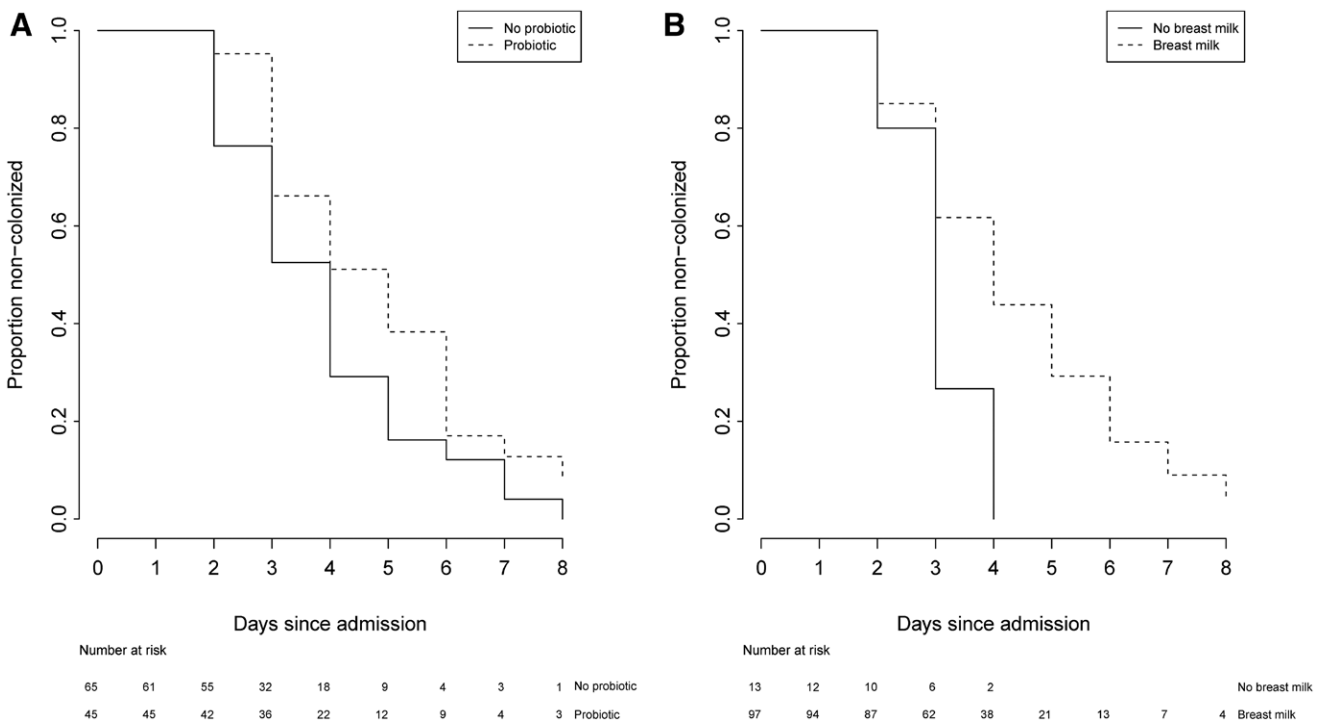 A
No probiotic
Probiotic
Proportion non−colonized
1.0
0.8
0.6
0.4
0.2
0.0
0 1 2 3 4 5 6 7 8
Days since admission
Number at risk
65 61 55 32 18 9 4 3 1 No probiotic
45 45 42 36 22 12 9 4 3 Probiotic
B
No breast milk
Breast milk
Proportion non−colonized
1.0
0.8
0.6
0.4
0.2
0.0
0 1 2 3 4 5 6 7 8
Days since admission
Number at risk
13 12 10 6 2 No breast milk
97 94 87 62 38 21 13 7 4 Breast milk